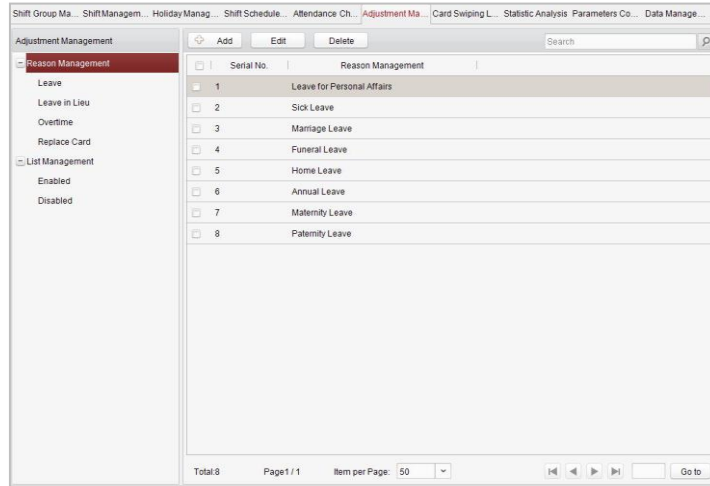 Shift Group Ma... Shift Managem... Holiday Manag... Shift Schedule... Attendance Ch... Adjustment Ma... Card Swiping L... Statistic Analysis Parameters Co... Data Manage...
Adjustment Management
Reason Management
Leave
Leave in Lieu
Overtime
Replace Card
List Management
Enabled
Disabled
Add Edit Delete Search
Serial No. Reason Management
1 Leave for Personal Affairs
2 Sick Leave
3 Marriage Leave
4 Funeral Leave
5 Home Leave
6 Annual Leave
7 Maternity Leave
8 Paternity Leave
Total:8 Page1 / 1 Item per Page: 50 Go to